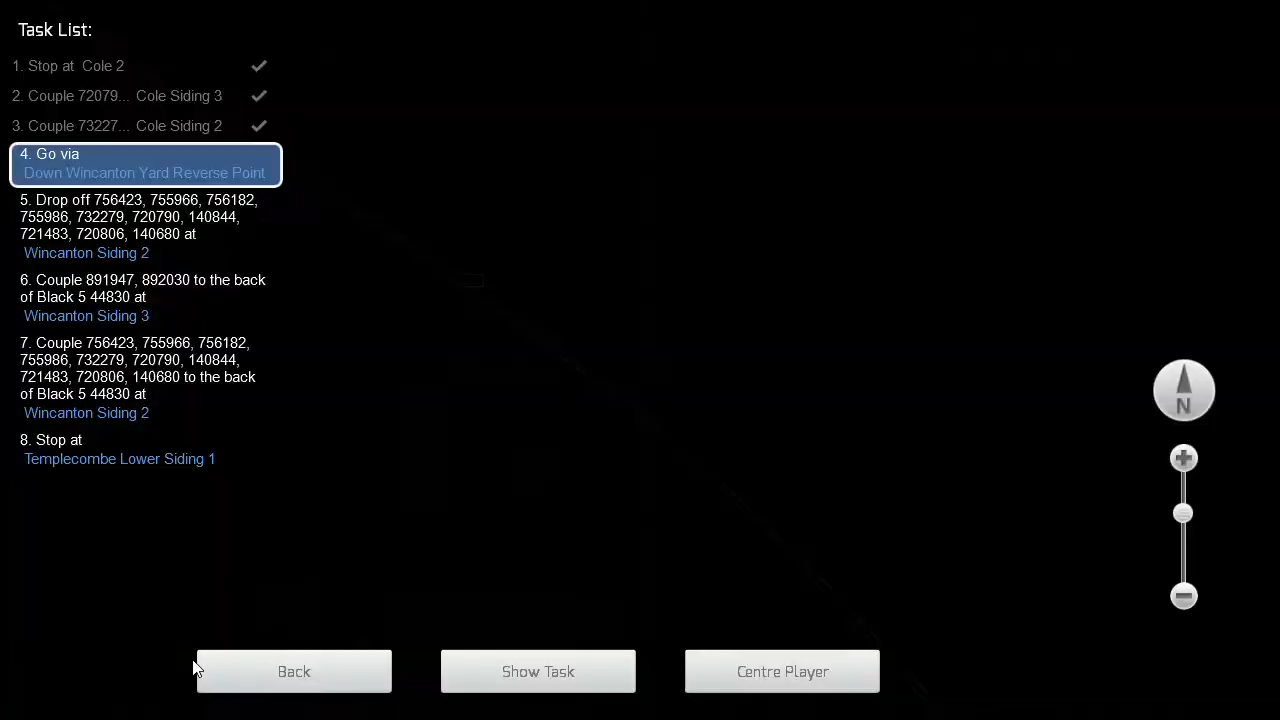 Task List:
1. Stop at  Cole 2
2. Couple 72079...  Cole Siding 3
3. Couple 73227...  Cole Siding 2
4. Go via
Down Wincanton Yard Reverse Point
5. Drop off 756423, 755966, 756182,
755986, 732279, 720790, 140844,
721483, 720806, 140680 at
Wincanton Siding 2
6. Couple 891947, 892030 to the back
of Black 5 44830 at
Wincanton Siding 3
7. Couple 756423, 755966, 756182,
755986, 732279, 720790, 140844,
721483, 720806, 140680 to the back
of Black 5 44830 at
Wincanton Siding 2
8. Stop at
Templecombe Lower Siding 1
N
Back
Show Task
Centre Player